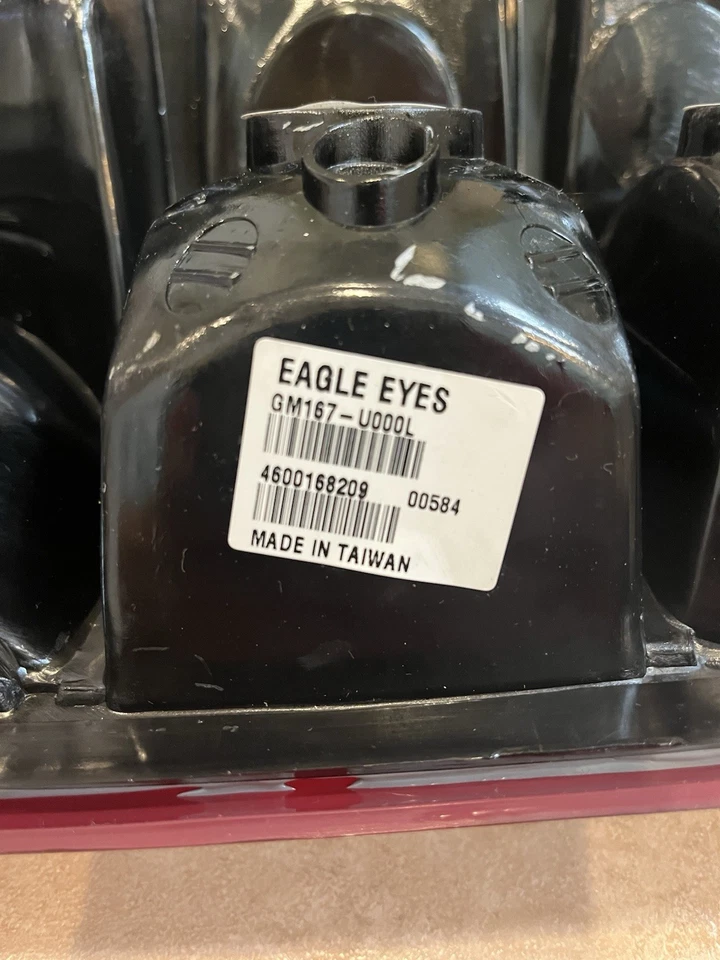 EAGLE EYES
GM167-U000L
4600168209 00584
MADE IN TAIWAN